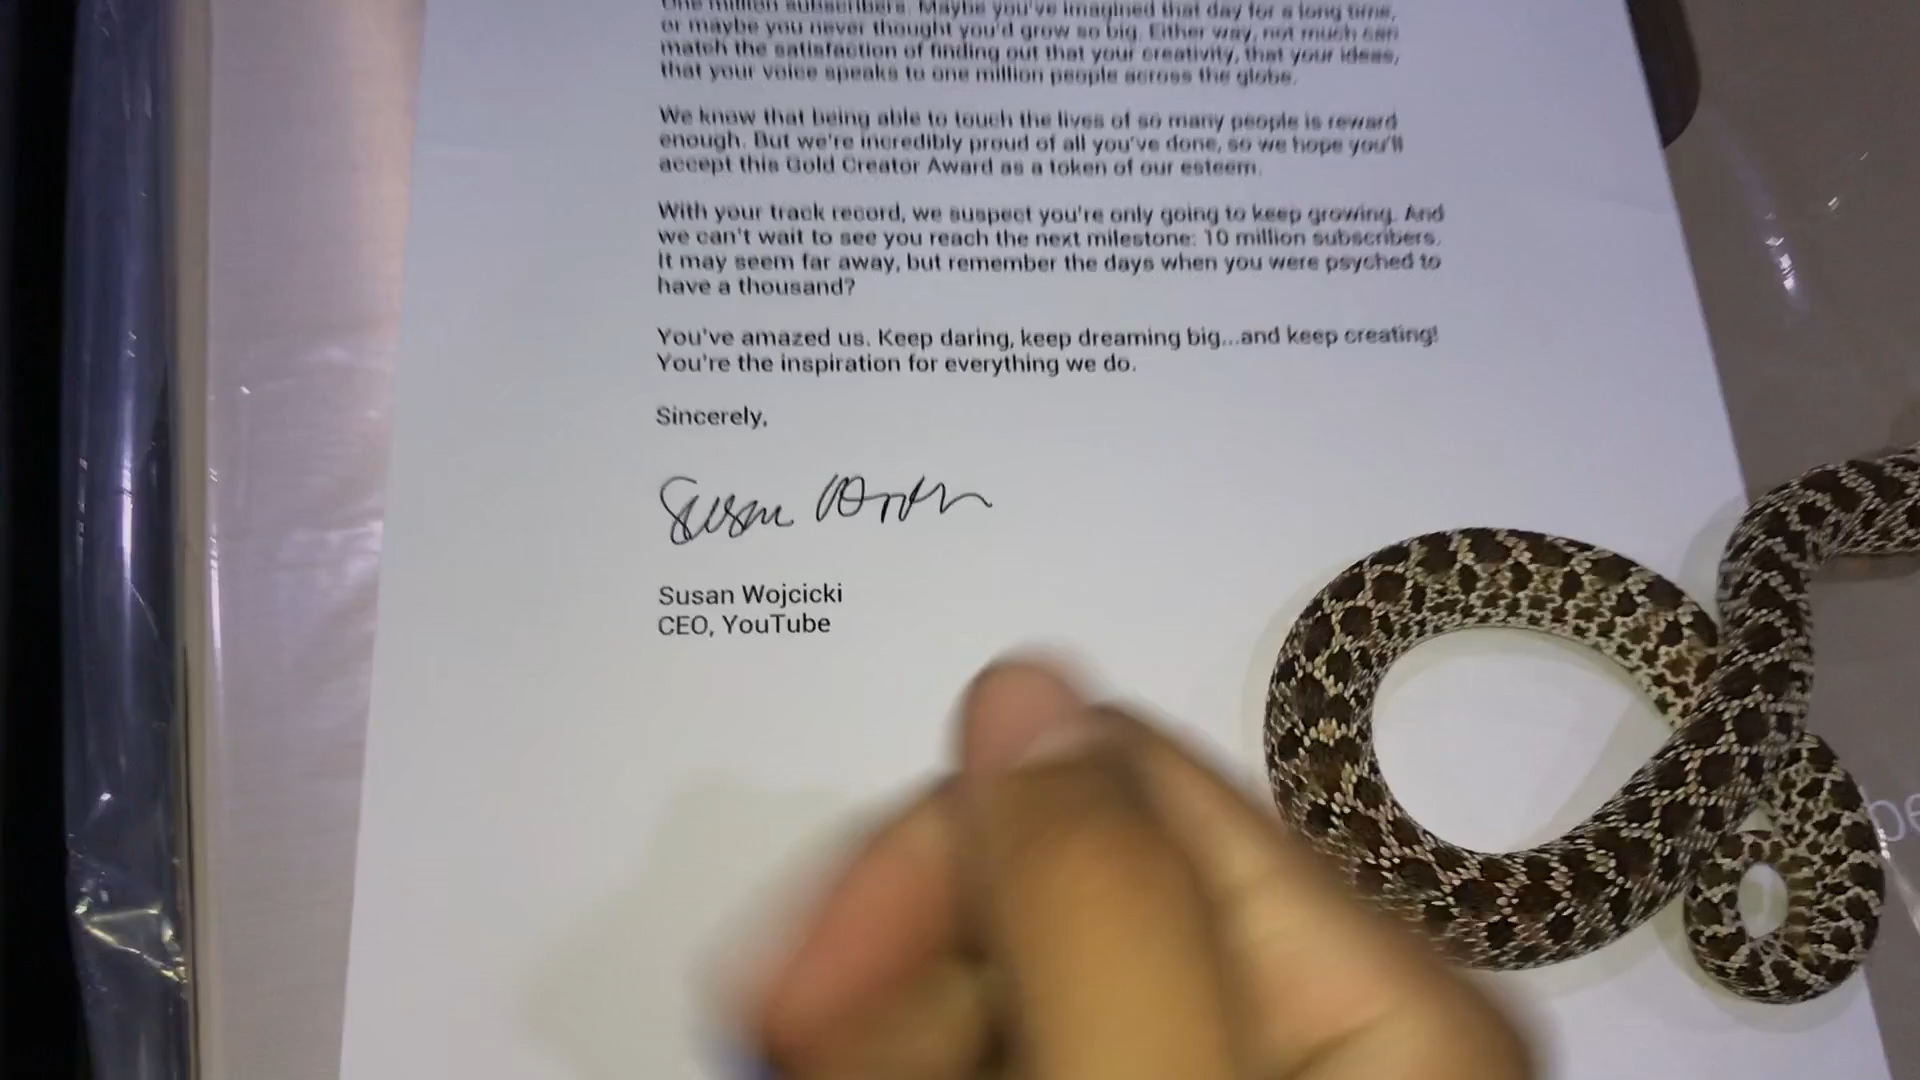 One million subscribers. Maybe you've imagined that day for a long time,
or maybe you never thought you'd grow so big. Either way, not much can
match the satisfaction of finding out that your creativity, that your ideas,
that your voice speaks to one million people across the globe.
We know that being able to touch the lives of so many people is reward
enough. But we're incredibly proud of all you've done, so we hope you'll
accept this Gold Creator Award as a token of our esteem.
With your track record, we suspect you're only going to keep growing. And
we can't wait to see you reach the next milestone: 10 million subscribers.
It may seem far away, but remember the days when you were psyched to
have a thousand?
You've amazed us. Keep daring, keep dreaming big...and keep creating!
You're the inspiration for everything we do.
Sincerely,
Susan Wojcicki
CEO, YouTube